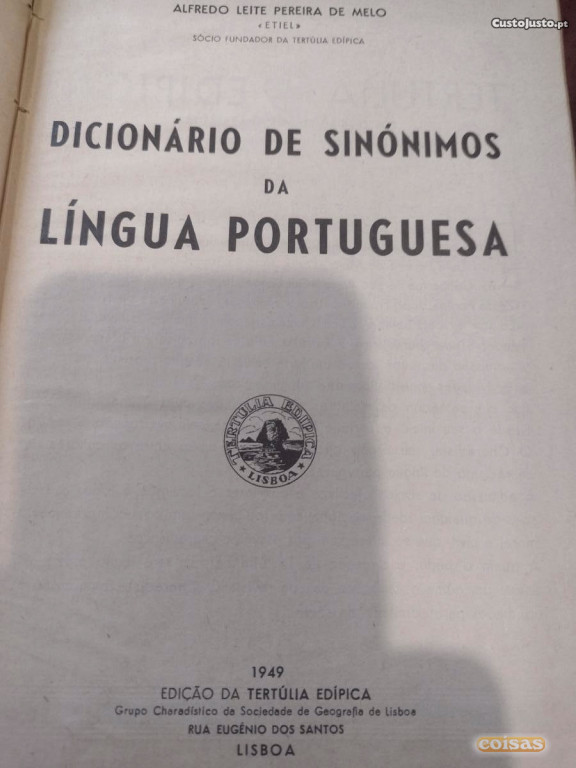 Custojusto.pt
ALFREDO LEITE PEREIRA DE MELO
«ETIEL»
SÓCIO FUNDADOR DA TERTÚLIA EDÍPICA
DICIONÁRIO DE SINÓNIMOS
DA
LÍNGUA PORTUGUESA
TERTULIA EDIPICA
LISBOA
1949
EDIÇÃO DA TERTÚLIA EDÍPICA
Grupo Charadístico da Sociedade de Geografia de Lisboa
RUA EUGÉNIO DOS SANTOS
LISBOA
coisas